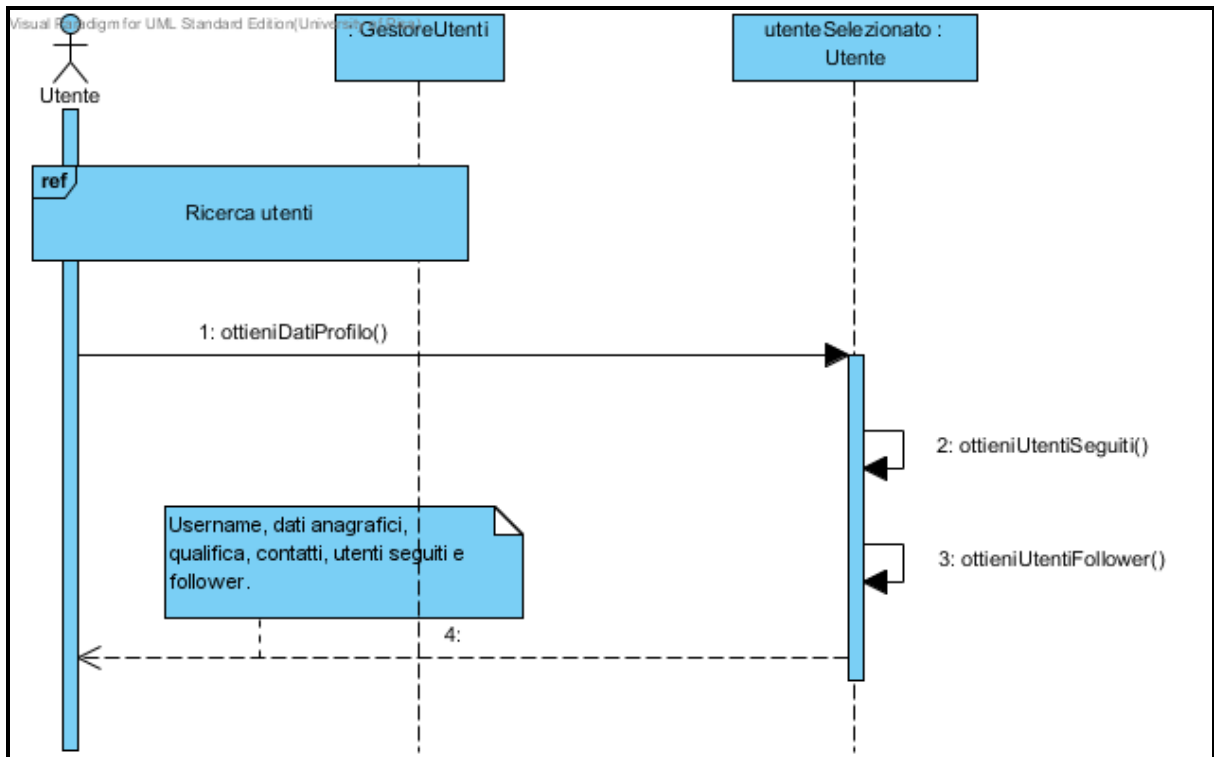 Visual Paradigm for UML Standard Edition(University of Pisa)
: GestoreUtenti
utenteSelezionato :
Utente
Utente
ref
Ricerca utenti
1: ottieniDatiProfilo()
2: ottieniUtentiSeguiti()
3: ottieniUtentiFollower()
Username, dati anagrafici,
qualifica, contatti, utenti seguiti e
follower.
4: